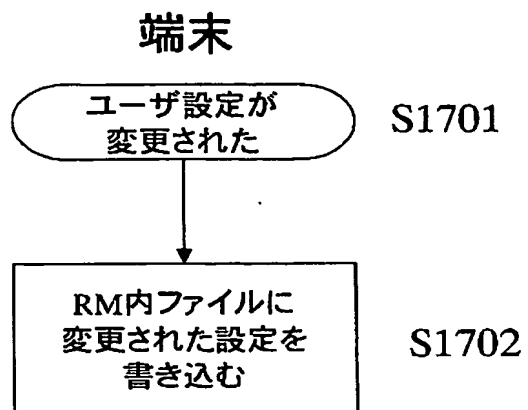 端末
ユーザ設定が
変更された
S1701
RM内ファイルに
変更された設定を
書き込む
S1702